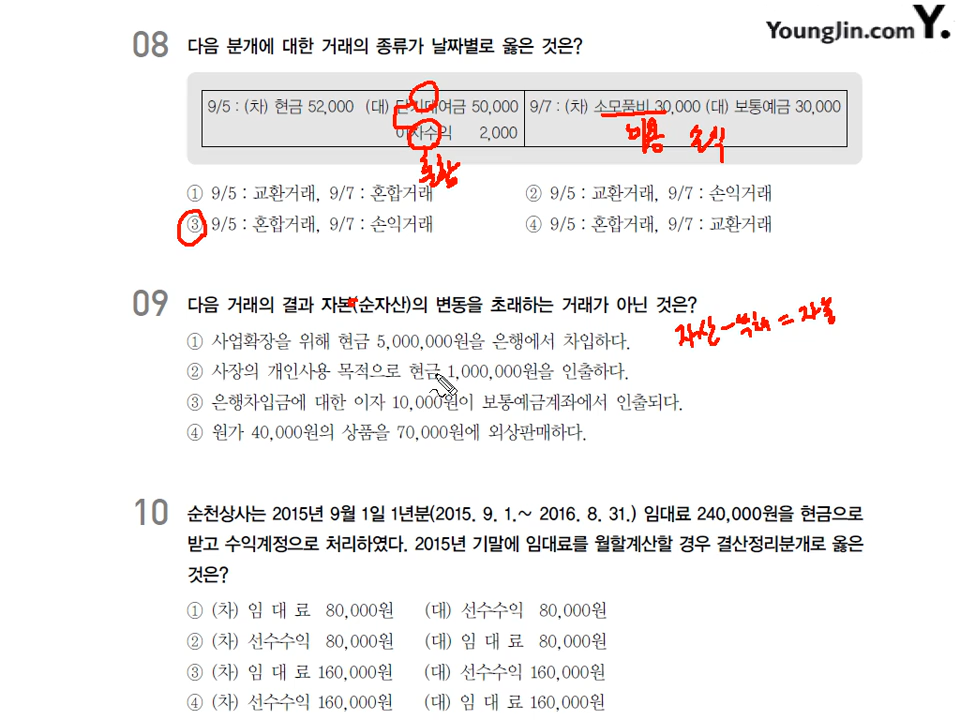 YoungJin.com Y.
08 다음 분개에 대한 거래의 종류가 날짜별로 옳은 것은?
9/5 : (차) 현금 52,000 (대) 단기대여금 50,000 9/7 : (차) 소모품비 30,000 (대) 보통예금 30,000
이자수익 2,000
비용 손익
혼합
① 9/5 : 교환거래, 9/7 : 혼합거래 ② 9/5 : 교환거래, 9/7 : 손익거래
③ 9/5 : 혼합거래, 9/7 : 손익거래 ④ 9/5 : 혼합거래, 9/7 : 교환거래
09 다음 거래의 결과 자본(순자산)의 변동을 초래하는 거래가 아닌 것은?
자산-부채=자본
① 사업확장을 위해 현금 5,000,000원을 은행에서 차입하다.
② 사장의 개인사용 목적으로 현금 1,000,000원을 인출하다.
③ 은행차입금에 대한 이자 10,000원이 보통예금계좌에서 인출되다.
④ 원가 40,000원의 상품을 70,000원에 외상판매하다.
10 순천상사는 2015년 9월 1일 1년분(2015. 9. 1.~ 2016. 8. 31.) 임대료 240,000원을 현금으로
받고 수익계정으로 처리하였다. 2015년 기말에 임대료를 월할계산할 경우 결산정리분개로 옳은
것은?
① (차) 임 대 료 80,000원 (대) 선수수익 80,000원
② (차) 선수수익 80,000원 (대) 임 대 료 80,000원
③ (차) 임 대 료 160,000원 (대) 선수수익 160,000원
④ (차) 선수수익 160,000원 (대) 임 대 료 160,000원